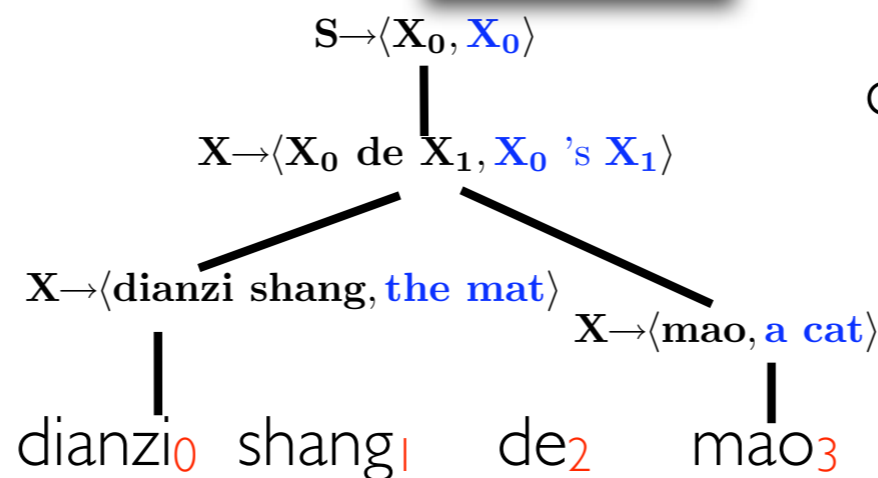 S→⟨X₀, X₀⟩
X→⟨X₀ de X₁, X₀ 's X₁⟩
X→⟨dianzi shang, the mat⟩
X→⟨mao, a cat⟩
dianzi₀ shang₁ de₂ mao₃